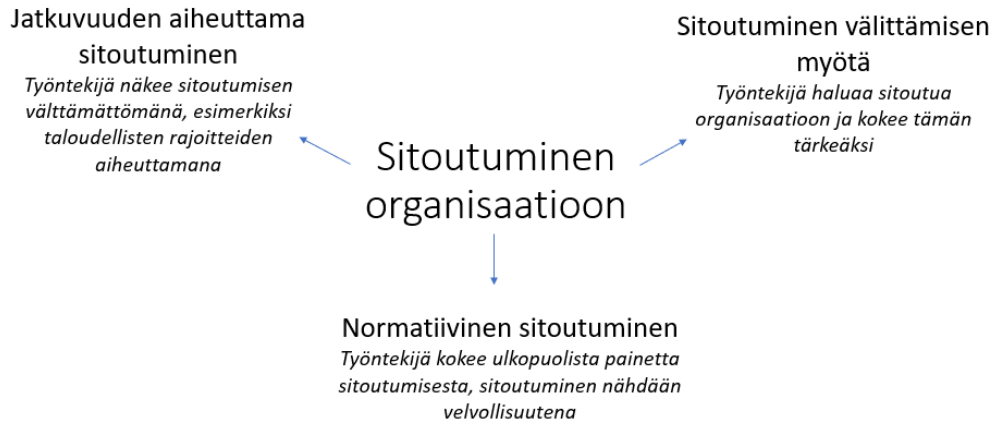 Jatkuvuuden aiheuttama
sitoutuminen
Työntekijä näkee sitoutumisen
välttämättömänä, esimerkiksi
taloudellisten rajoitteiden
aiheuttamana
Sitoutuminen välittämisen
myötä
Työntekijä haluaa sitoutua
organisaatioon ja kokee tämän
tärkeäksi
Sitoutuminen
organisaatioon
Normatiivinen sitoutuminen
Työntekijä kokee ulkopuolista painetta
sitoutumisesta, sitoutuminen nähdään
velvollisuutena